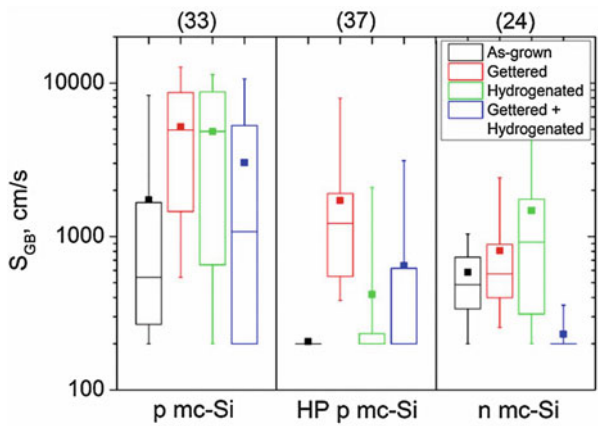 (33) (37) (24)
As-grown
Gettered
Hydrogenated
Gettered +
Hydrogenated
10000
1000
100
S_GB, cm/s
p mc-Si HP p mc-Si n mc-Si